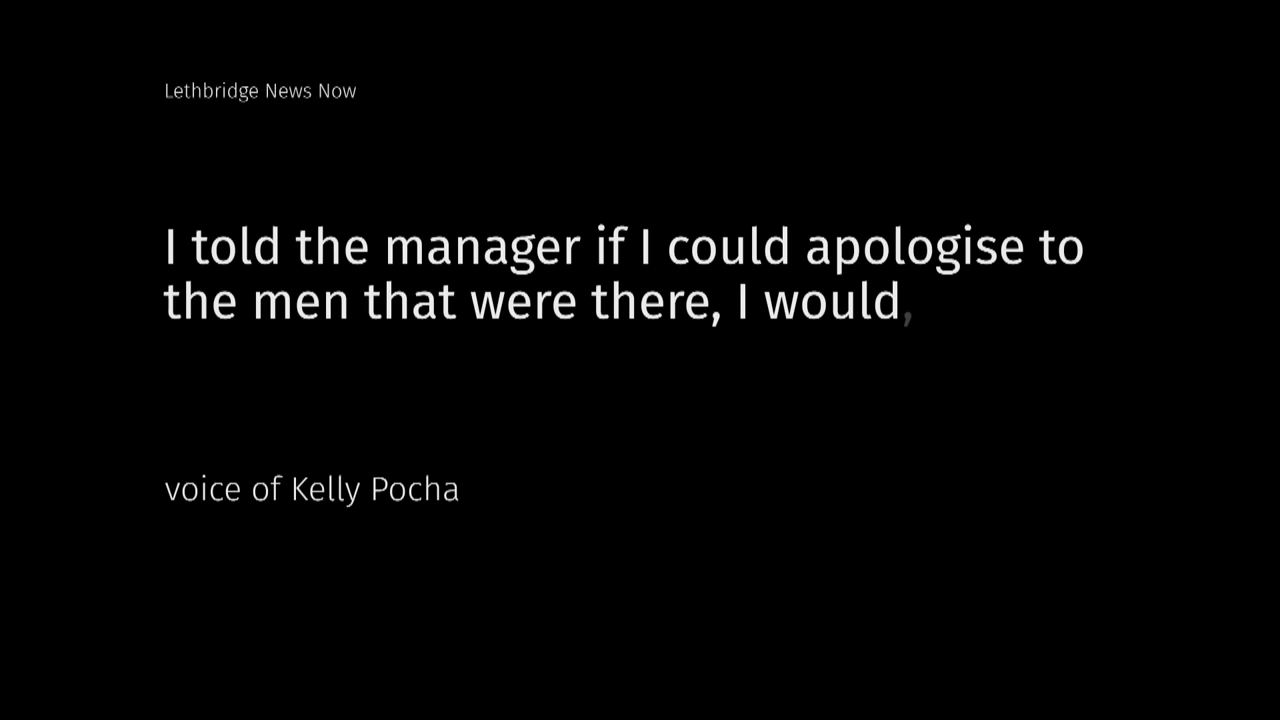 Lethbridge News Now
I told the manager if I could apologise to
the men that were there, I would,
voice of Kelly Pocha